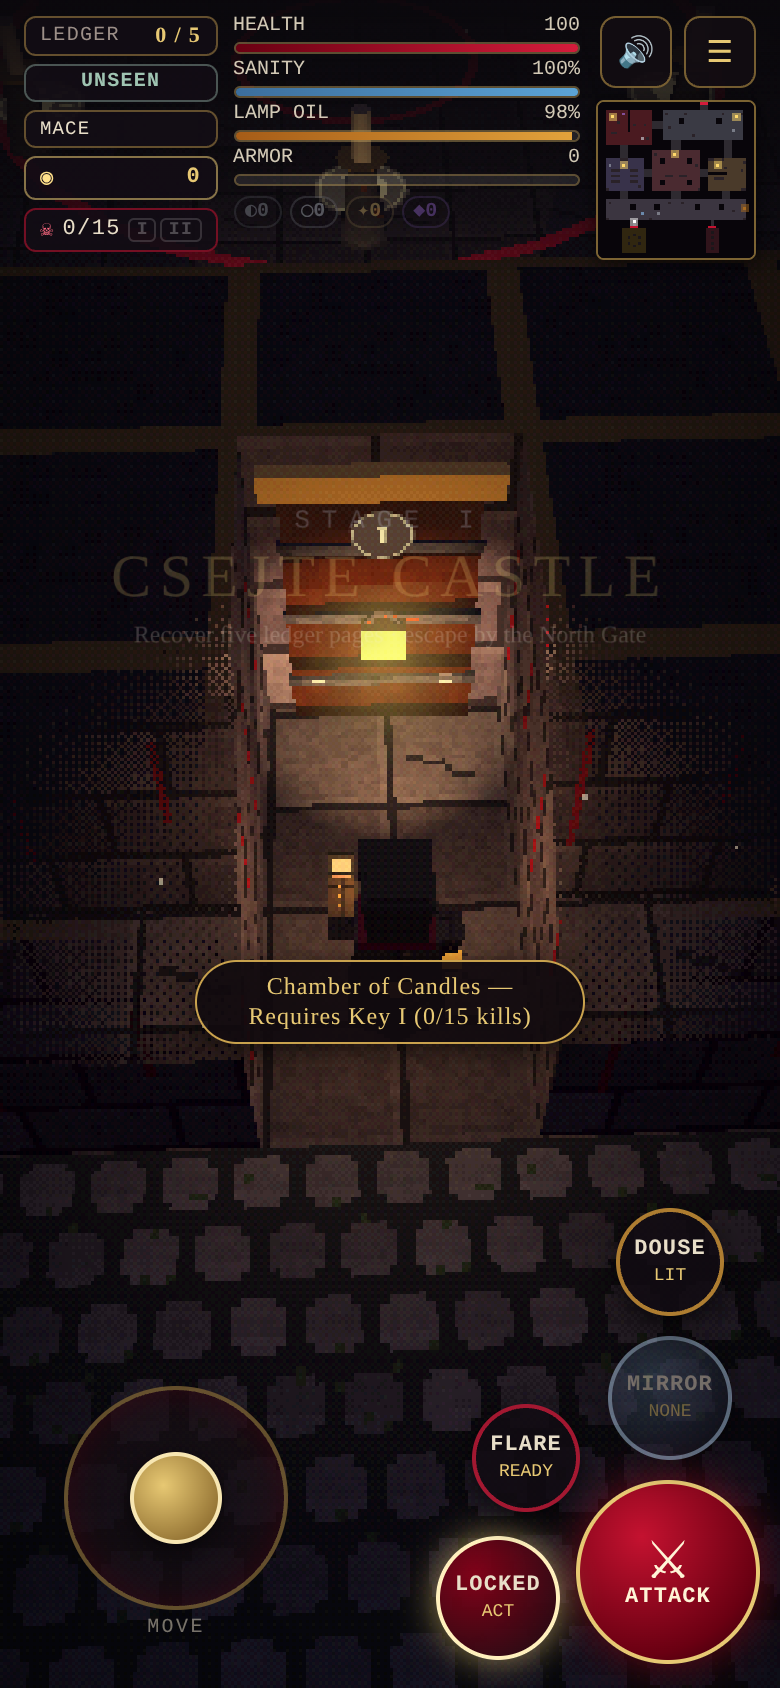 LEDGER 0 / 5
UNSEEN
MACE
◉ 0
☠ 0/15 I II
HEALTH 100
SANITY 100%
LAMP OIL 98%
ARMOR 0
◐0 ○0 ✦0 ◆0
🔊 ☰
STAGE I
I
CSEJTE CASTLE
Recover five ledger pages, escape by the North Gate
Chamber of Candles —
Requires Key I (0/15 kills)
DOUSE
LIT
MIRROR
NONE
FLARE
READY
⚔
ATTACK
LOCKED
ACT
MOVE